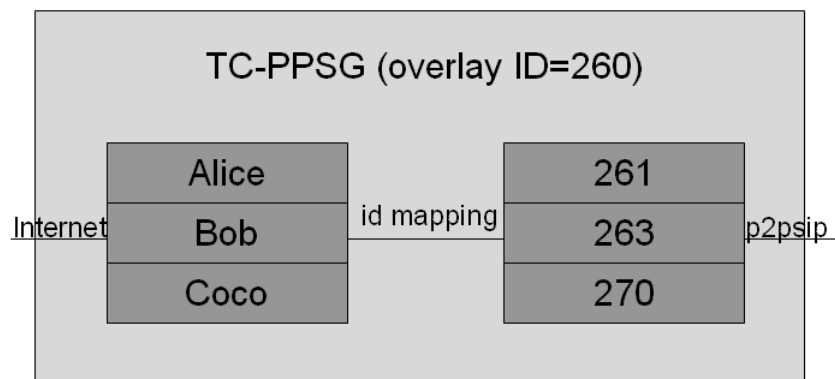 TC-PPSG (overlay ID=260)
Alice
261
Internet
Bob
id mapping
263
p2psip
Coco
270